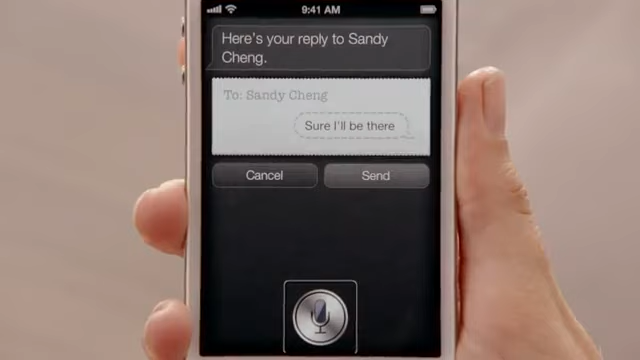 9:41 AM
Here's your reply to Sandy
Cheng.
To: Sandy Cheng
Sure I'll be there
Cancel
Send